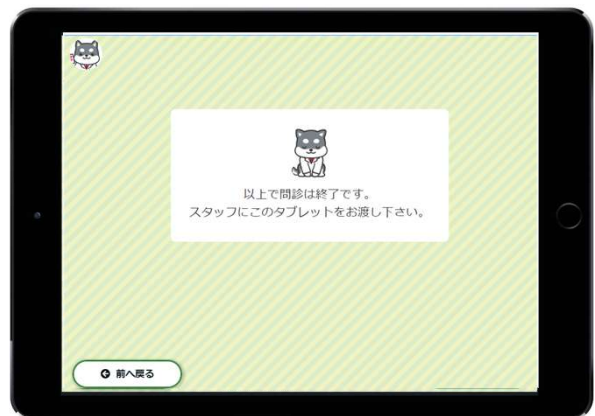 以上で問診は終了です。
スタッフにこのタブレットをお渡し下さい。
前へ戻る